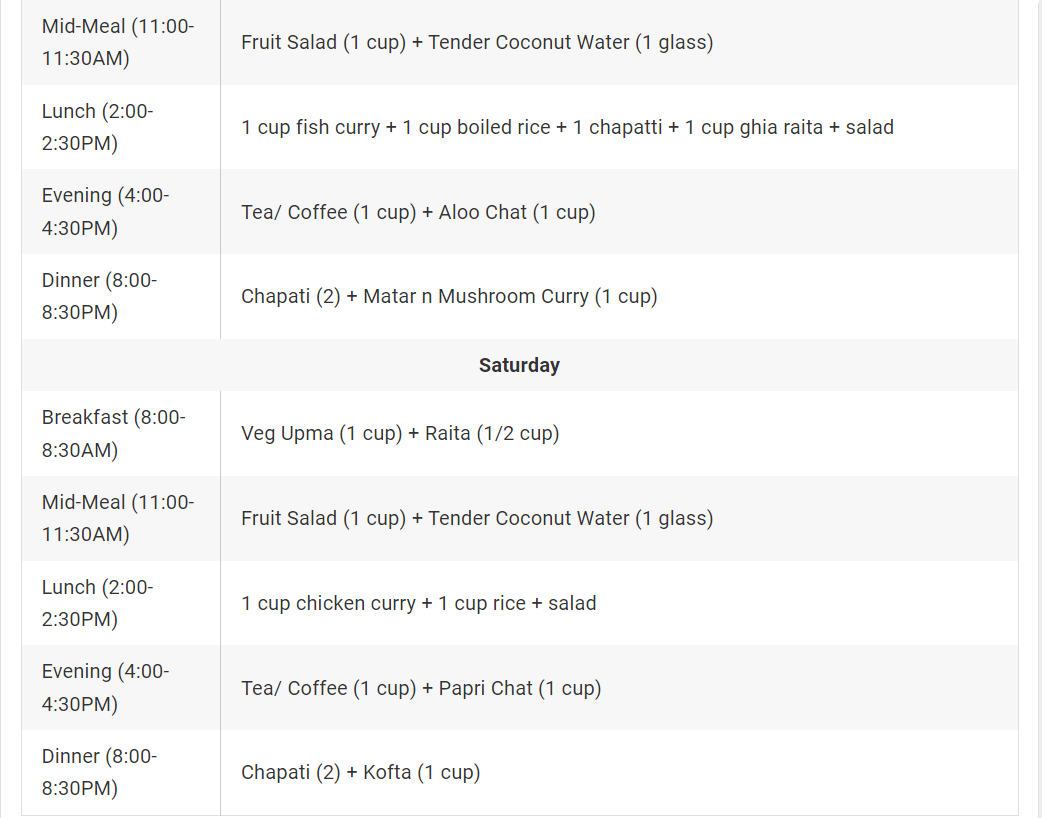 Mid-Meal (11:00-
11:30AM)
Fruit Salad (1 cup) + Tender Coconut Water (1 glass)
Lunch (2:00-
2:30PM)
1 cup fish curry + 1 cup boiled rice + 1 chapatti + 1 cup ghia raita + salad
Evening (4:00-
4:30PM)
Tea/ Coffee (1 cup) + Aloo Chat (1 cup)
Dinner (8:00-
8:30PM)
Chapati (2) + Matar n Mushroom Curry (1 cup)
Saturday
Breakfast (8:00-
8:30AM)
Veg Upma (1 cup) + Raita (1/2 cup)
Mid-Meal (11:00-
11:30AM)
Fruit Salad (1 cup) + Tender Coconut Water (1 glass)
Lunch (2:00-
2:30PM)
1 cup chicken curry + 1 cup rice + salad
Evening (4:00-
4:30PM)
Tea/ Coffee (1 cup) + Papri Chat (1 cup)
Dinner (8:00-
8:30PM)
Chapati (2) + Kofta (1 cup)